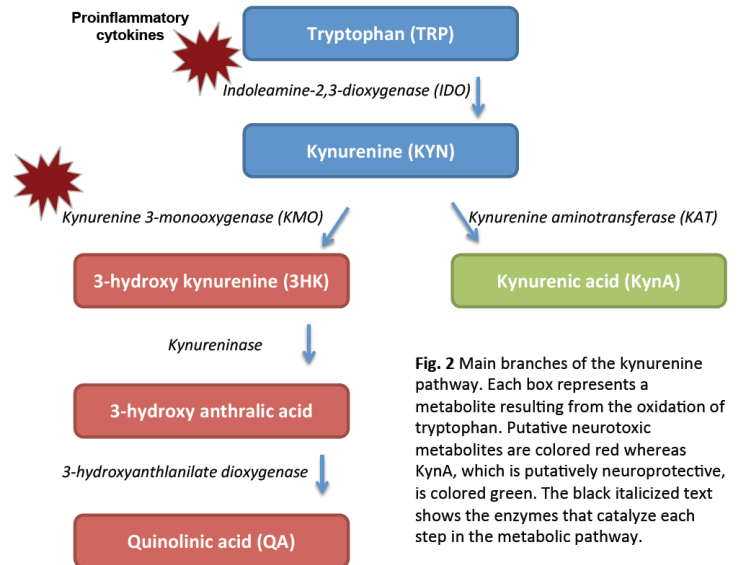 Proinflammatory
cytokines
Tryptophan (TRP)
Indoleamine-2,3-dioxygenase (IDO)
Kynurenine (KYN)
Kynurenine 3-monooxygenase (KMO)
Kynurenine aminotransferase (KAT)
3-hydroxy kynurenine (3HK)
Kynurenic acid (KynA)
Kynureninase
3-hydroxy anthralic acid
3-hydroxyanthlanilate dioxygenase
Quinolinic acid (QA)
Fig. 2 Main branches of the kynurenine
pathway. Each box represents a
metabolite resulting from the oxidation of
tryptophan. Putative neurotoxic
metabolites are colored red whereas
KynA, which is putatively neuroprotective,
is colored green. The black italicized text
shows the enzymes that catalyze each
step in the metabolic pathway.